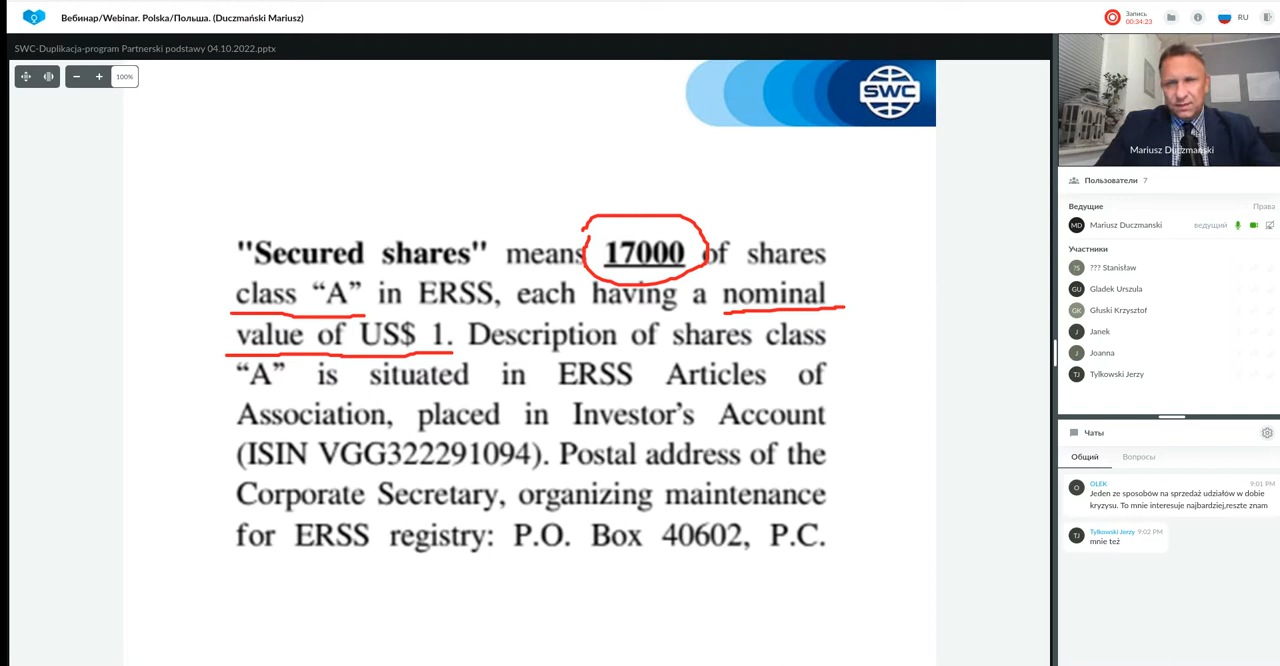 Вебинар/Webinar. Polska/Польша. (Duczmański Mariusz)
Запись
00:34:23
RU
SWC-Duplikacja-program Partnerski podstawy 04.10.2022.pptx
100%
SWC
"Secured shares" means 17000 of shares
class “A” in ERSS, each having a nominal
value of US$ 1. Description of shares class
“A” is situated in ERSS Articles of
Association, placed in Investor’s Account
(ISIN VGG322291094). Postal address of the
Corporate Secretary, organizing maintenance
for ERSS registry: P.O. Box 40602, P.C.
Mariusz Duczmański
Пользователи 7
Ведущие Права
MD Mariusz Duczmanski ведущий
Участники
?S ??? Stanisław
GU Gladek Urszula
GK Głuski Krzysztof
J Janek
J Joanna
TJ Tylkowski Jerzy
Чаты
Общий Вопросы
O OLEK 9:01 PM
Jeden ze sposobów na sprzedaż udziałów w dobie
kryzysu. To mnie interesuje najbardziej,reszte znam
TJ Tylkowski Jerzy 9:02 PM
mnie też